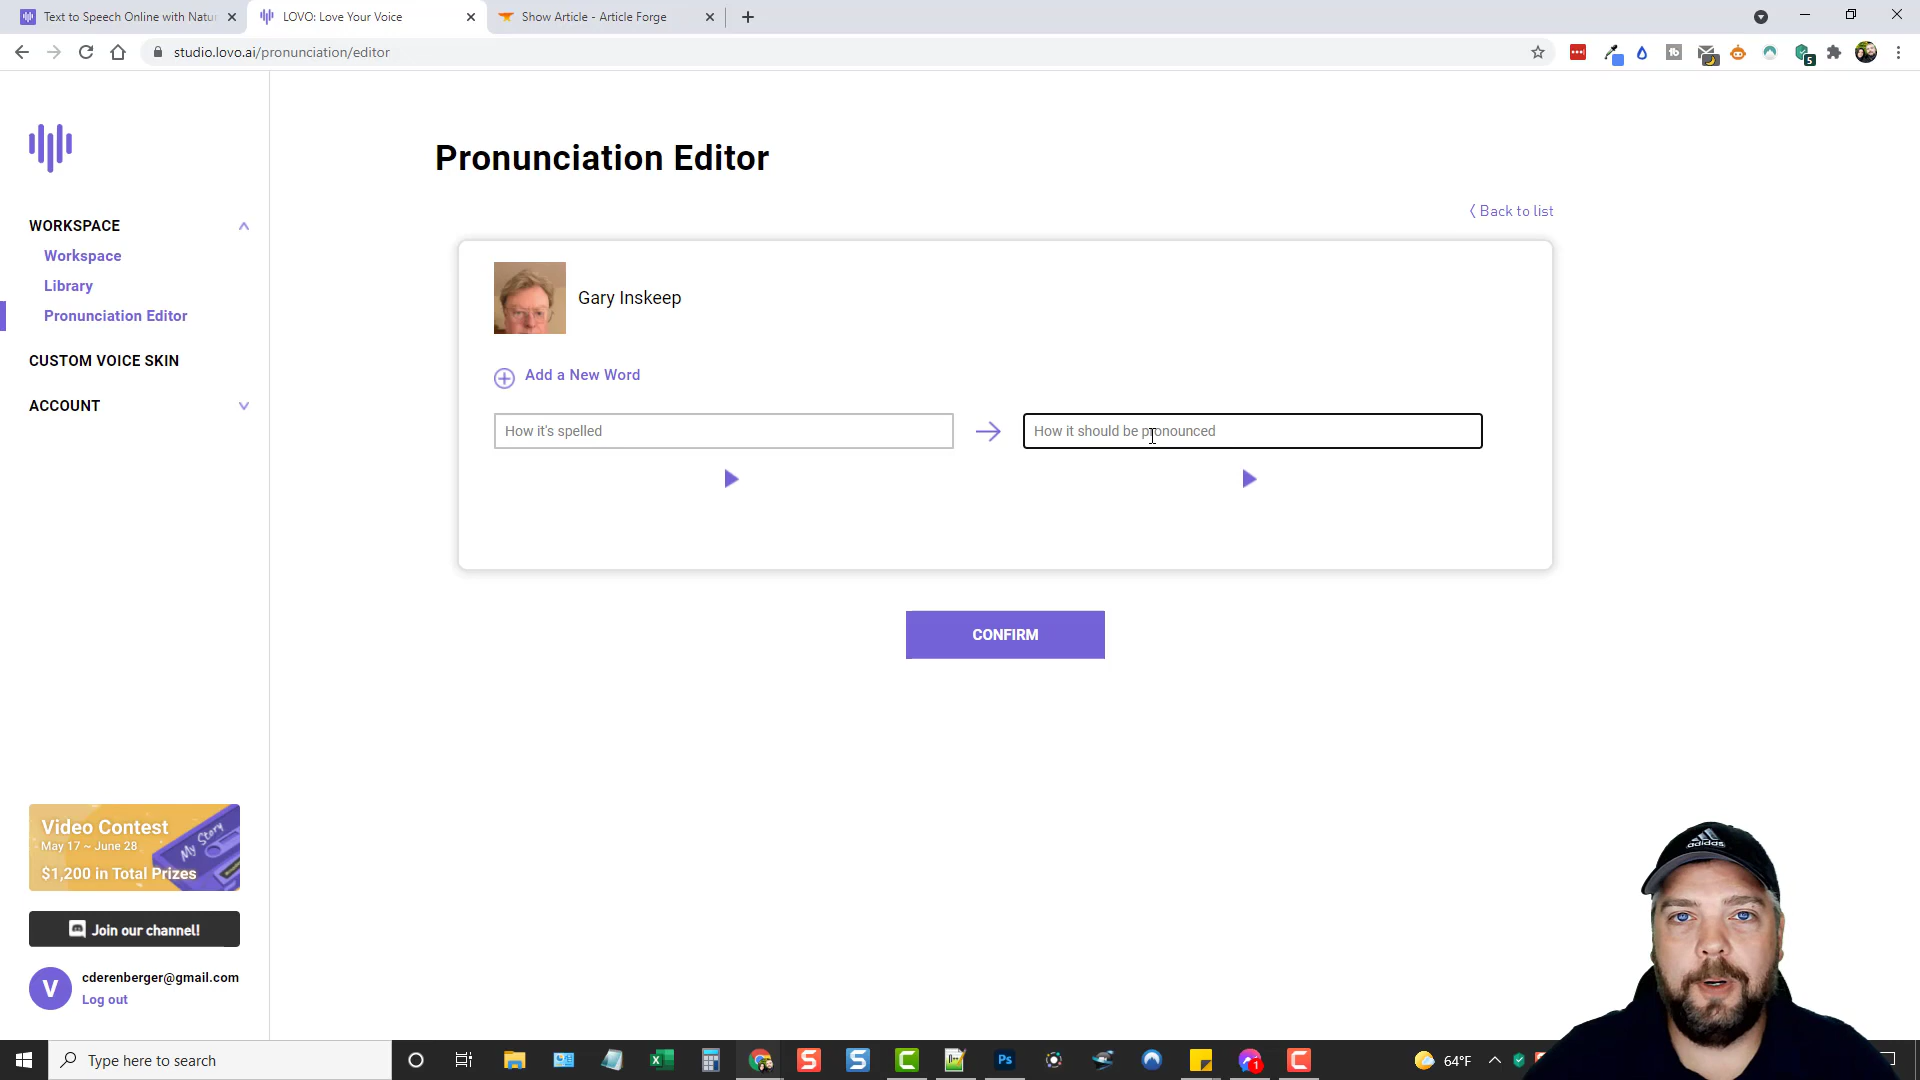 Text to Speech Online with Natu
LOVO: Love Your Voice
Show Article - Article Forge
studio.lovo.ai/pronunciation/editor
5
WORKSPACE
Workspace
Library
Pronunciation Editor
CUSTOM VOICE SKIN
ACCOUNT
Pronunciation Editor
Back to list
Gary Inskeep
Add a New Word
How it's spelled
How it should be pronounced
CONFIRM
Video Contest
May 17 ~ June 28
$1,200 in Total Prizes
My Story
Join our channel!
V
cderenberger@gmail.com
Log out
adidas
Type here to search
Ps
1
64°F